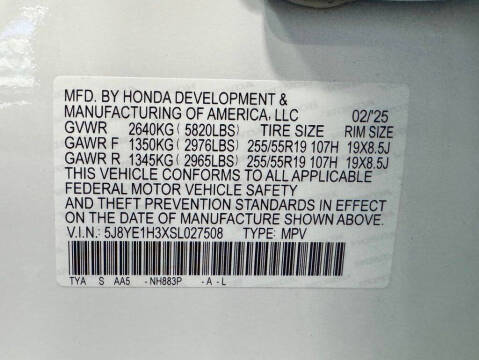 MFD. BY HONDA DEVELOPMENT &
MANUFACTURING OF AMERICA, LLC 02/'25
GVWR 2640KG( 5820LBS) TIRE SIZE RIM SIZE
GAWR F 1350KG(2976LBS) 255/55R19 107H 19X8.5J
GAWR R 1345KG(2965LBS) 255/55R19 107H 19X8.5J
THIS VEHICLE CONFORMS TO ALL APPLICABLE
FEDERAL MOTOR VEHICLE SAFETY
AND THEFT PREVENTION STANDARDS IN EFFECT
ON THE DATE OF MANUFACTURE SHOWN ABOVE.
V.I.N.: 5J8YE1H3XSL027508 TYPE: MPV
TYA S AA5 -NH883P -A-L